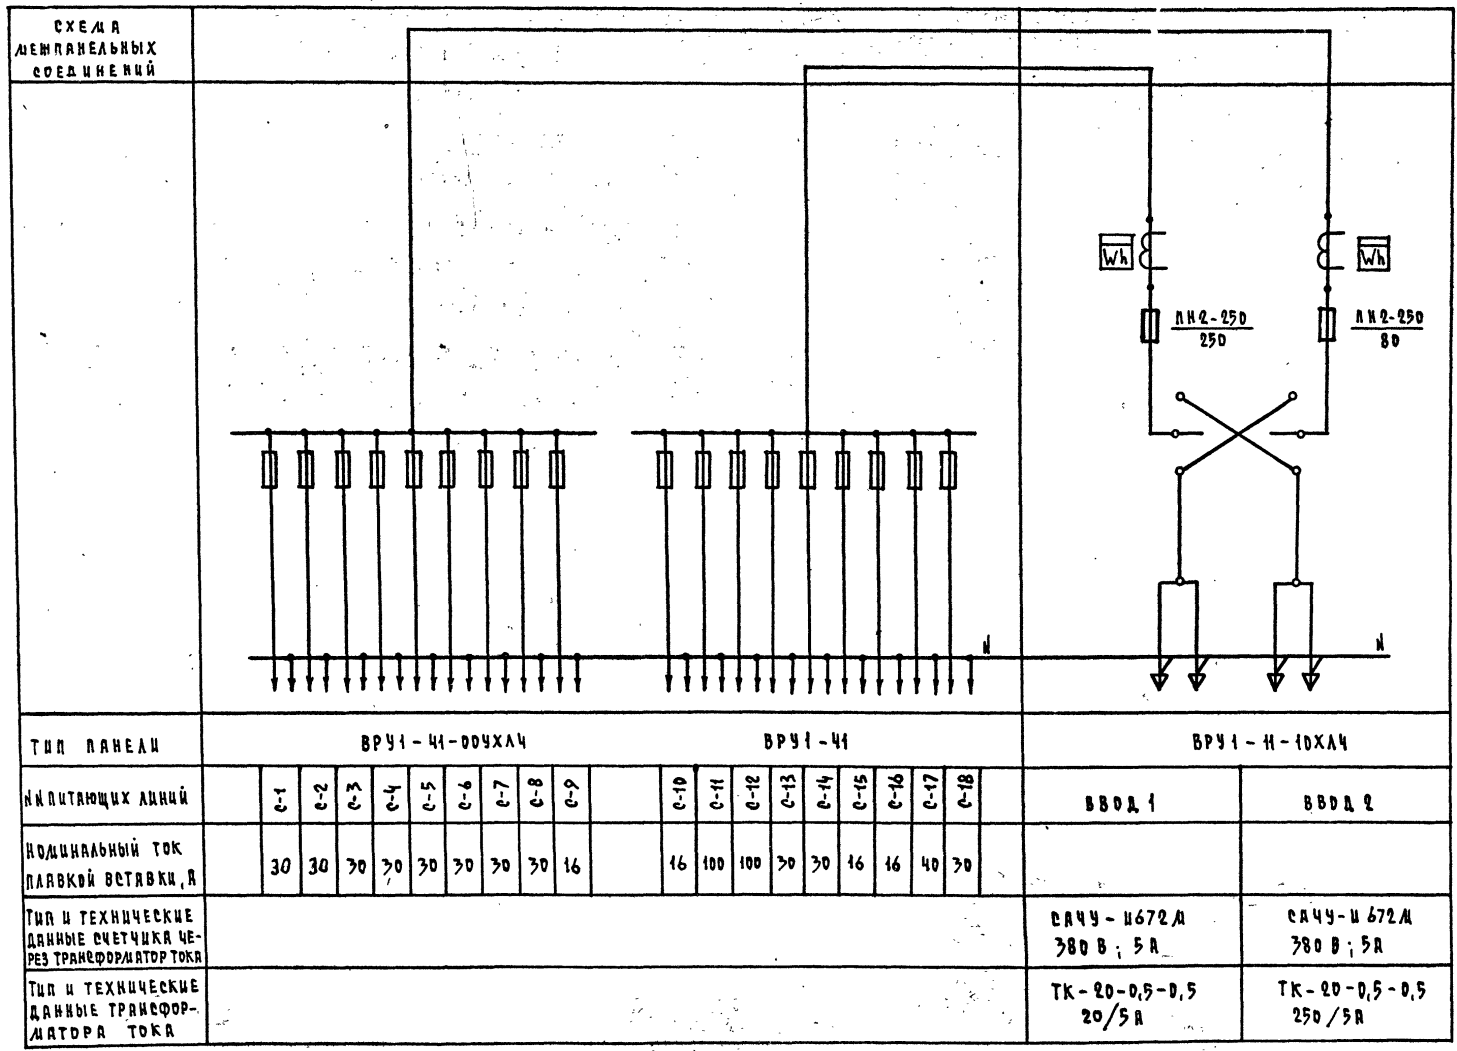 СХЕМА
МЕЖПАНЕЛЬНЫХ
СОЕДИНЕНИЙ
Wh
Wh
ПН2-250
250
ПН2-250
80
N
N
ТИП ПАНЕЛИ
ВРУ1-41-00УХЛ4
ВРУ1-41
ВРУ1-11-10ХЛ4
NN ПИТАЮЩИХ ЛИНИЙ
С-1 С-2 С-3 С-4 С-5 С-6 С-7 С-8 С-9
С-10 С-11 С-12 С-13 С-14 С-15 С-16 С-17 С-18
ВВОД 1
ВВОД 2
НОМИНАЛЬНЫЙ ТОК
ПЛАВКОЙ ВСТАВКИ, А
30 30 30 30 30 30 30 30 16
16 100 100 30 30 16 16 40 30
ТИП И ТЕХНИЧЕСКИЕ
ДАННЫЕ СЧЕТЧИКА ЧЕ-
РЕЗ ТРАНСФОРМАТОР ТОКА
САЧУ-И672М
380 В; 5А
САЧУ-И672М
380 В; 5А
ТИП И ТЕХНИЧЕСКИЕ
ДАННЫЕ ТРАНСФОР-
МАТОРА ТОКА
ТК-20-0,5-0,5
20/5А
ТК-20-0,5-0,5
250/5А